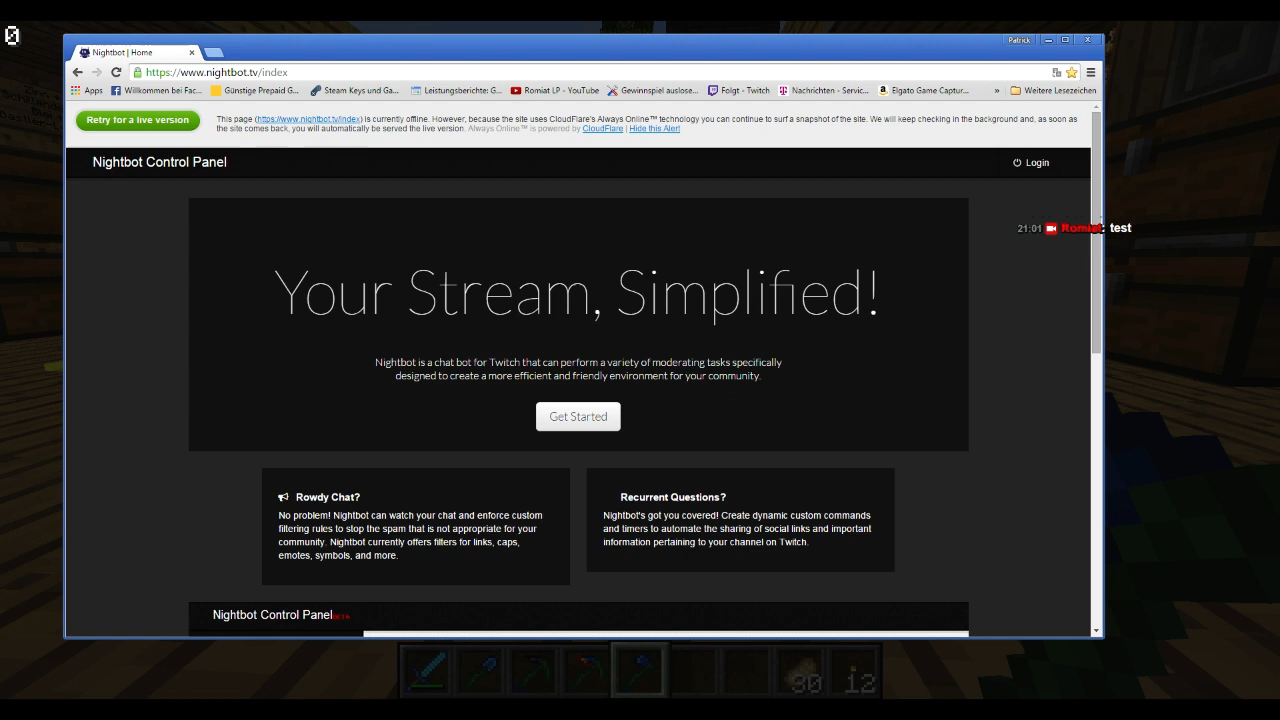 0
Patrick
Nightbot | Home
https://www.nightbot.tv/index
Apps Willkommen bei Fac... Günstige Prepaid G... Steam Keys und Ga... Leistungsberichte: G... Romiat LP - YouTube Gewinnspiel auslose... Folgt - Twitch Nachrichten - Servic... Elgato Game Captur... » Weitere Lesezeichen
Retry for a live version
This page (https://www.nightbot.tv/index) is currently offline. However, because the site uses CloudFlare's Always Online™ technology you can continue to surf a snapshot of the site. We will keep checking in the background and, as soon as
the site comes back, you will automatically be served the live version. Always Online™ is powered by CloudFlare | Hide this Alert
Nightbot Control Panel
Login
21:01 Romiat: test
Your Stream, Simplified!
Nightbot is a chat bot for Twitch that can perform a variety of moderating tasks specifically
designed to create a more efficient and friendly environment for your community.
Get Started
Rowdy Chat?
No problem! Nightbot can watch your chat and enforce custom
filtering rules to stop the spam that is not appropriate for your
community. Nightbot currently offers filters for links, caps,
emotes, symbols, and more.
Recurrent Questions?
Nightbot's got you covered! Create dynamic custom commands
and timers to automate the sharing of social links and important
information pertaining to your channel on Twitch.
Nightbot Control Panel BETA
30 12